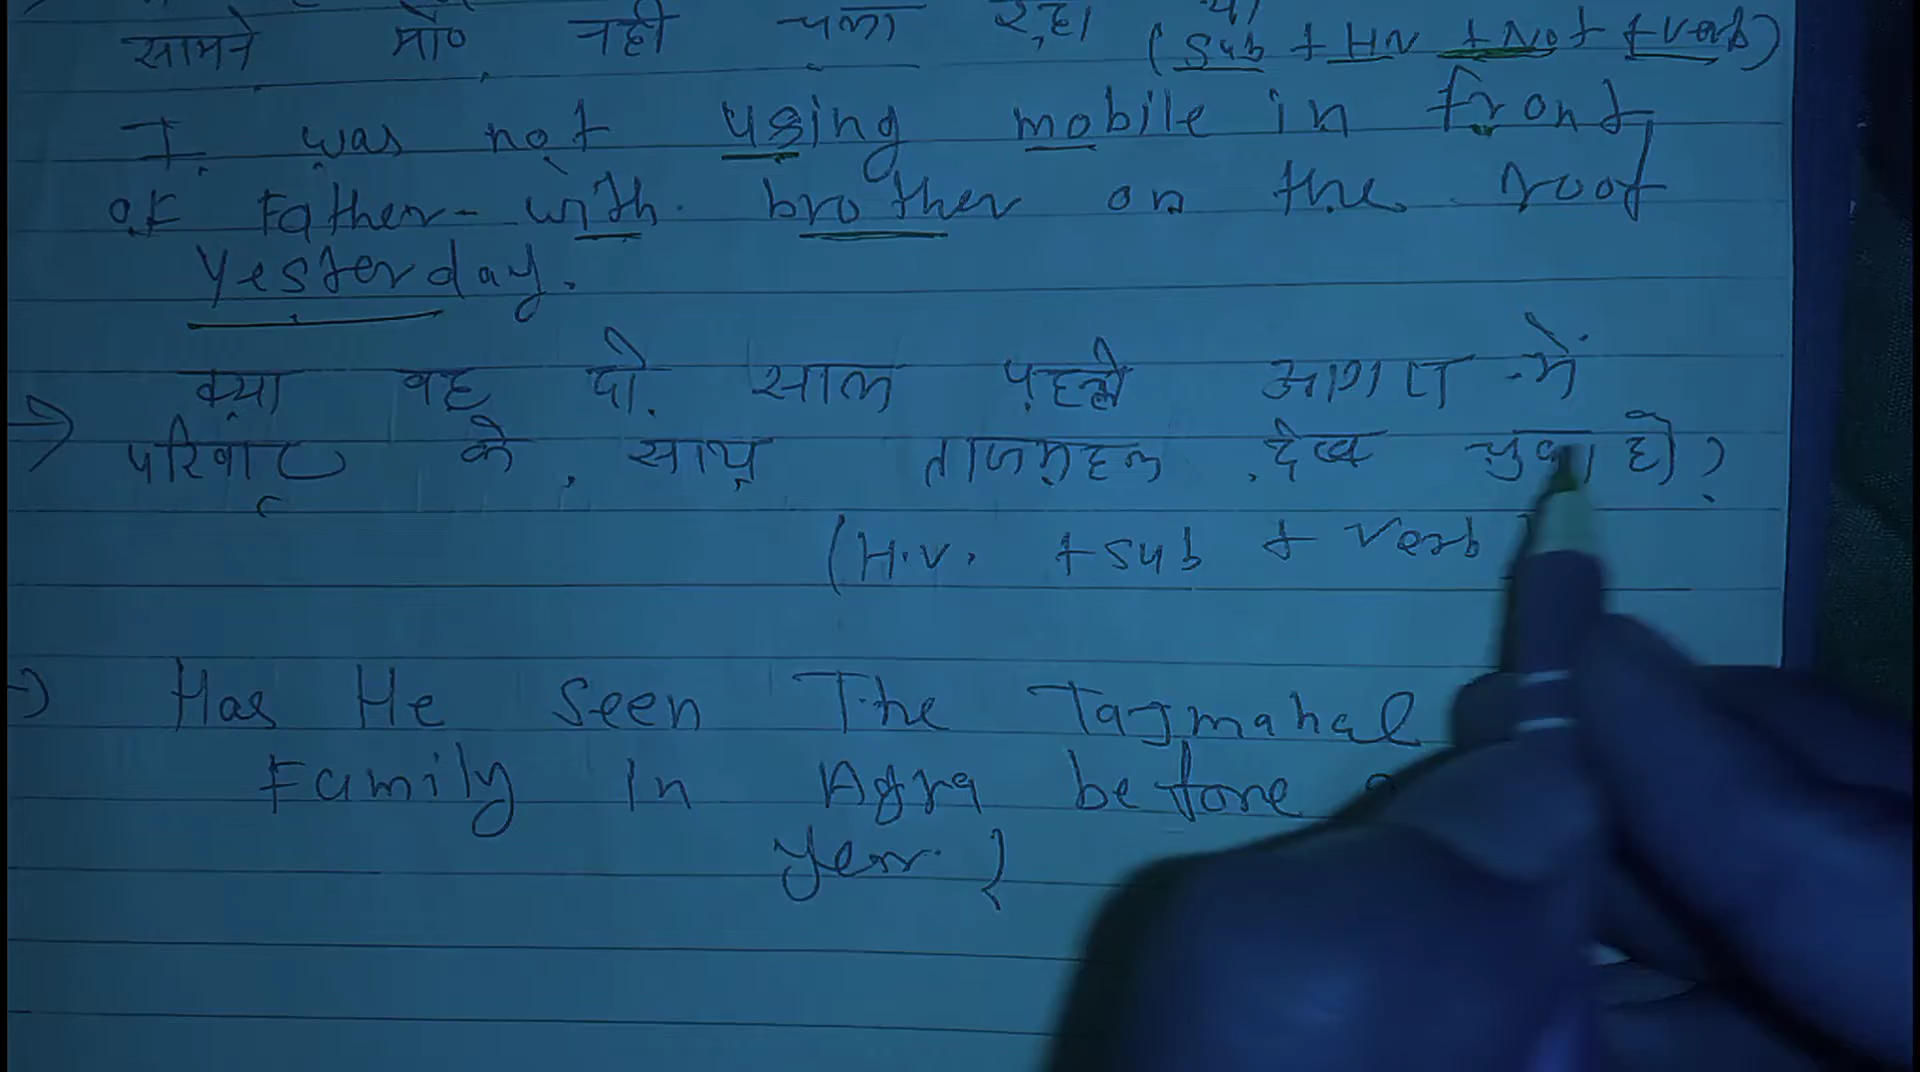 सामने मो० नही चला रहा था (Sub + HV + Not + verb)
I was not using mobile in front
of Father with brother on the roof
yesterday.
क्या वह दो साल पहले आगरा में
→ परिवार के साथ ताजमहल देख चुका है?
(H.v. + sub + verb
→ Has He seen The Tajmahal
Family in Agra before
year ?